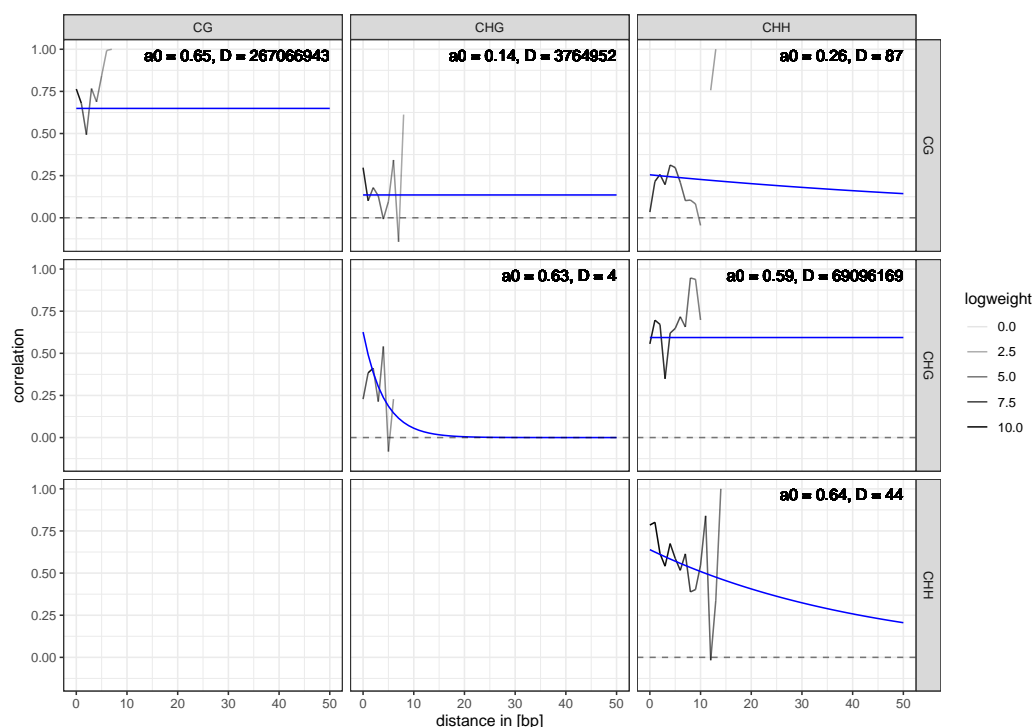 CG CHG CHH
1.00 a0 = 0.65, D = 267066943 a0 = 0.14, D = 3764952 a0 = 0.26, D = 87
0.75
0.50 CG
0.25
0.00
1.00 a0 = 0.63, D = 4 a0 = 0.59, D = 69096169
0.75
0.50 CHG
0.25
0.00
correlation
logweight
0.0
2.5
5.0
7.5
10.0
1.00 a0 = 0.64, D = 44
0.75
0.50 CHH
0.25
0.00
0 10 20 30 40 50 0 10 20 30 40 50 0 10 20 30 40 50
distance in [bp]